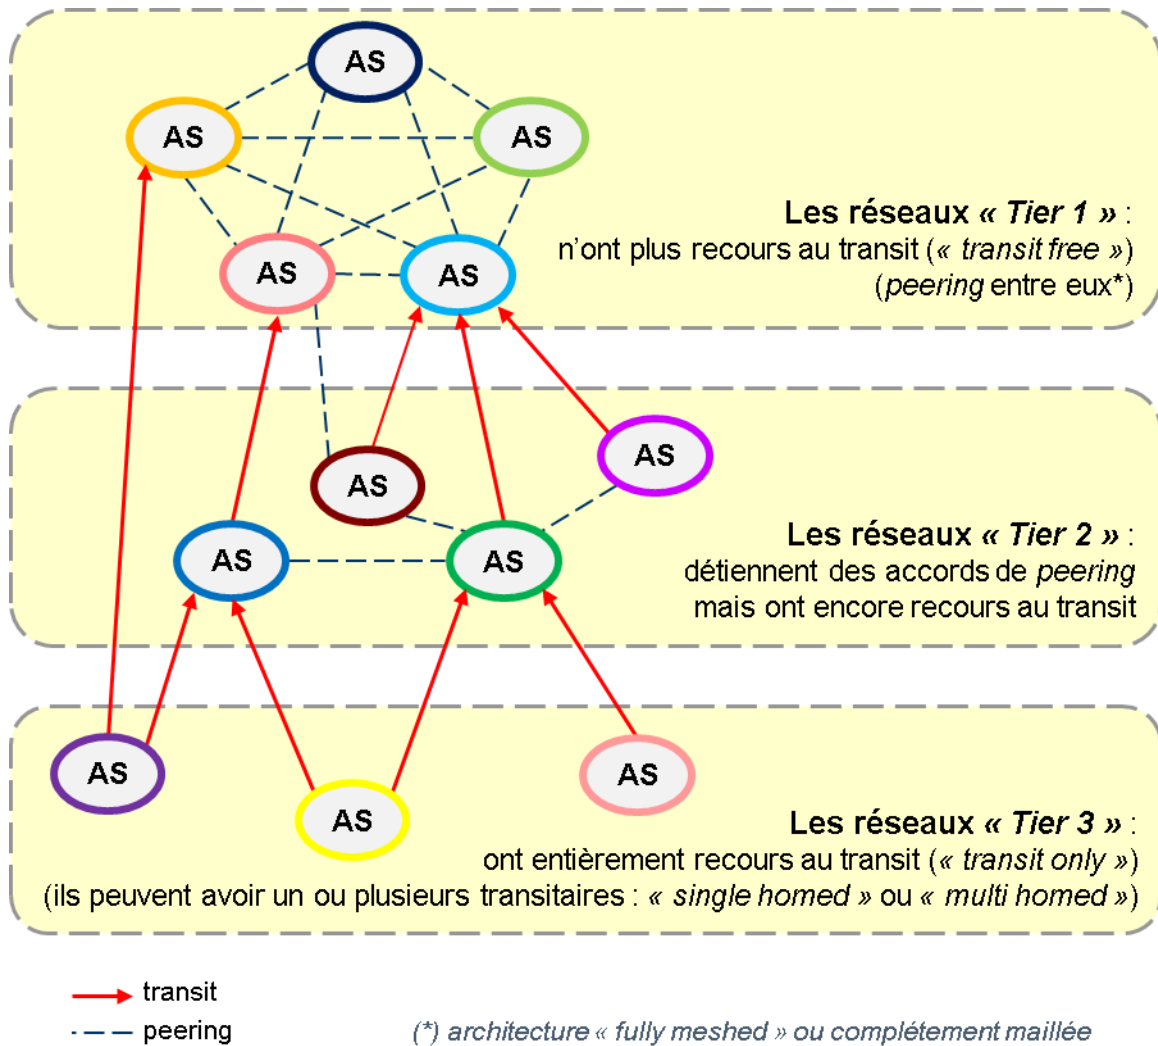 AS
AS
AS
AS
AS
Les réseaux « Tier 1 » :
n'ont plus recours au transit (« transit free »)
(peering entre eux*)
AS
AS
AS
AS
Les réseaux « Tier 2 » :
détiennent des accords de peering
mais ont encore recours au transit
AS
AS
AS
Les réseaux « Tier 3 » :
ont entièrement recours au transit (« transit only »)
(ils peuvent avoir un ou plusieurs transitaires : « single homed » ou « multi homed »)
transit
peering
(*) architecture « fully meshed » ou complétement maillée